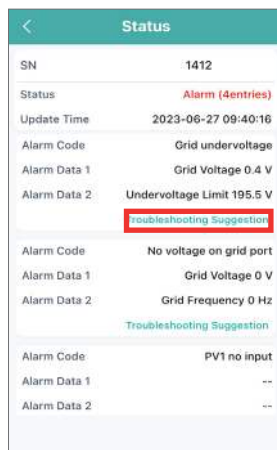 Status
SN 1412
Status Alarm (4entries)
Update Time 2023-06-27 09:40:16
Alarm Code Grid undervoltage
Alarm Data 1 Grid Voltage 0.4 V
Alarm Data 2 Undervoltage Limit 195.5 V
Troubleshooting Suggestion
Alarm Code No voltage on grid port
Alarm Data 1 Grid Voltage 0 V
Alarm Data 2 Grid Frequency 0 Hz
Troubleshooting Suggestion
Alarm Code PV1 no input
Alarm Data 1 --
Alarm Data 2 --